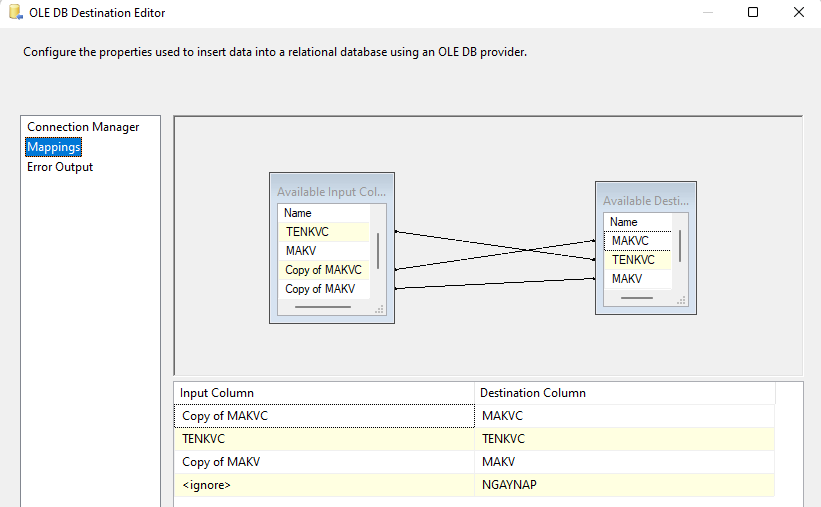 OLE DB Destination Editor
Configure the properties used to insert data into a relational database using an OLE DB provider.
Connection Manager
Mappings
Error Output
Available Input Col...
Name
TENKVC
MAKV
Copy of MAKVC
Copy of MAKV
Available Desti...
Name
MAKVC
TENKVC
MAKV
Input Column Destination Column
Copy of MAKVC MAKVC
TENKVC TENKVC
Copy of MAKV MAKV
<ignore> NGAYNAP